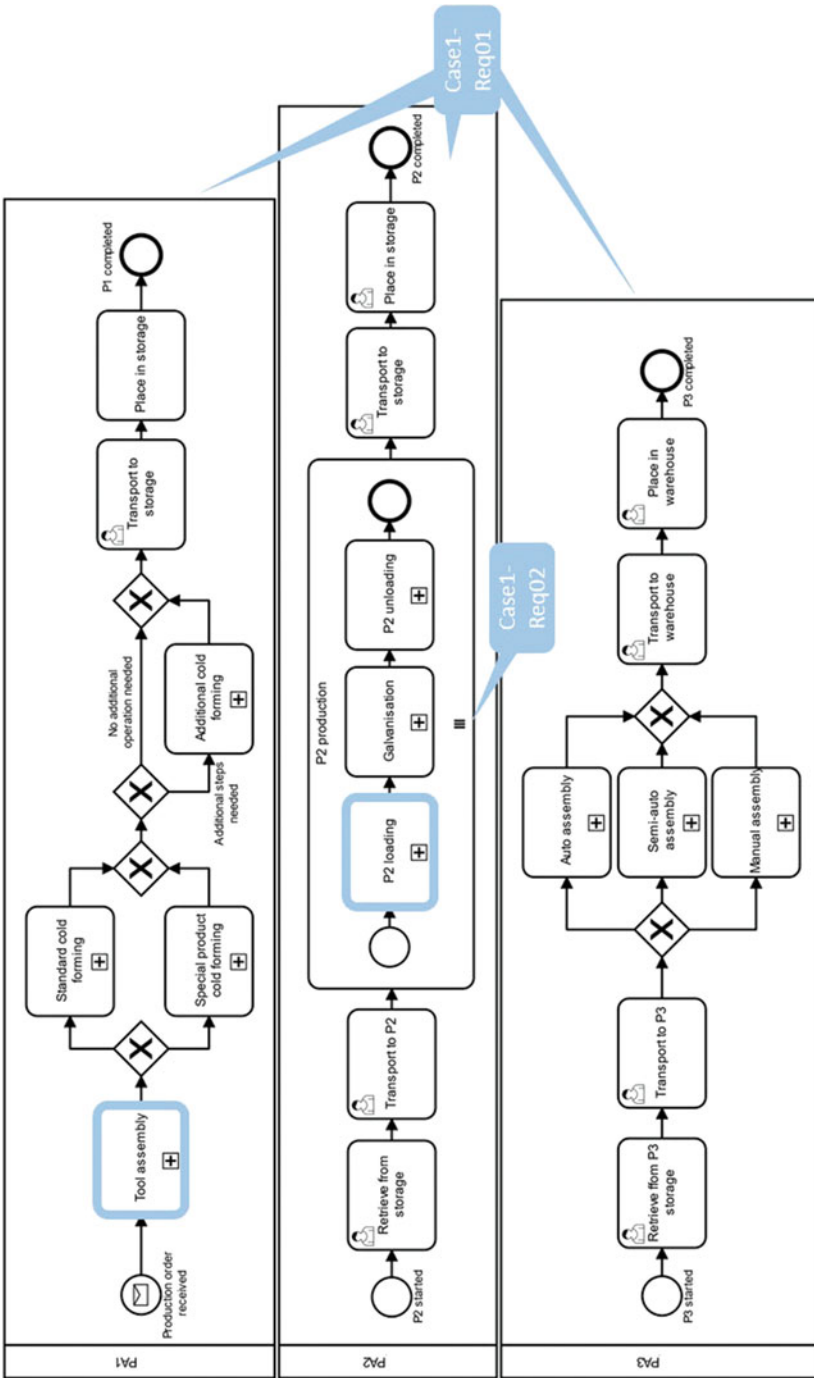 PA1
Production order
received
Tool assembly
Standard cold
forming
Special product
cold forming
No additional
operation needed
Additional steps
needed
Additional cold
forming
Transport to
storage
Place in storage
P1 completed
Case1-
Req01
PA2
P2 started
Retrieve from
storage
Transport to P2
P2 production
P2 loading
Galvanisation
P2 unloading
Transport to
storage
Place in storage
P2 completed
Case1-
Req02
PA3
P3 started
Retrieve ffom P3
storage
Transport to P3
Auto assembly
Semi-auto
assembly
Manual assembly
Transport to
warehouse
Place in
warehouse
P3 completed